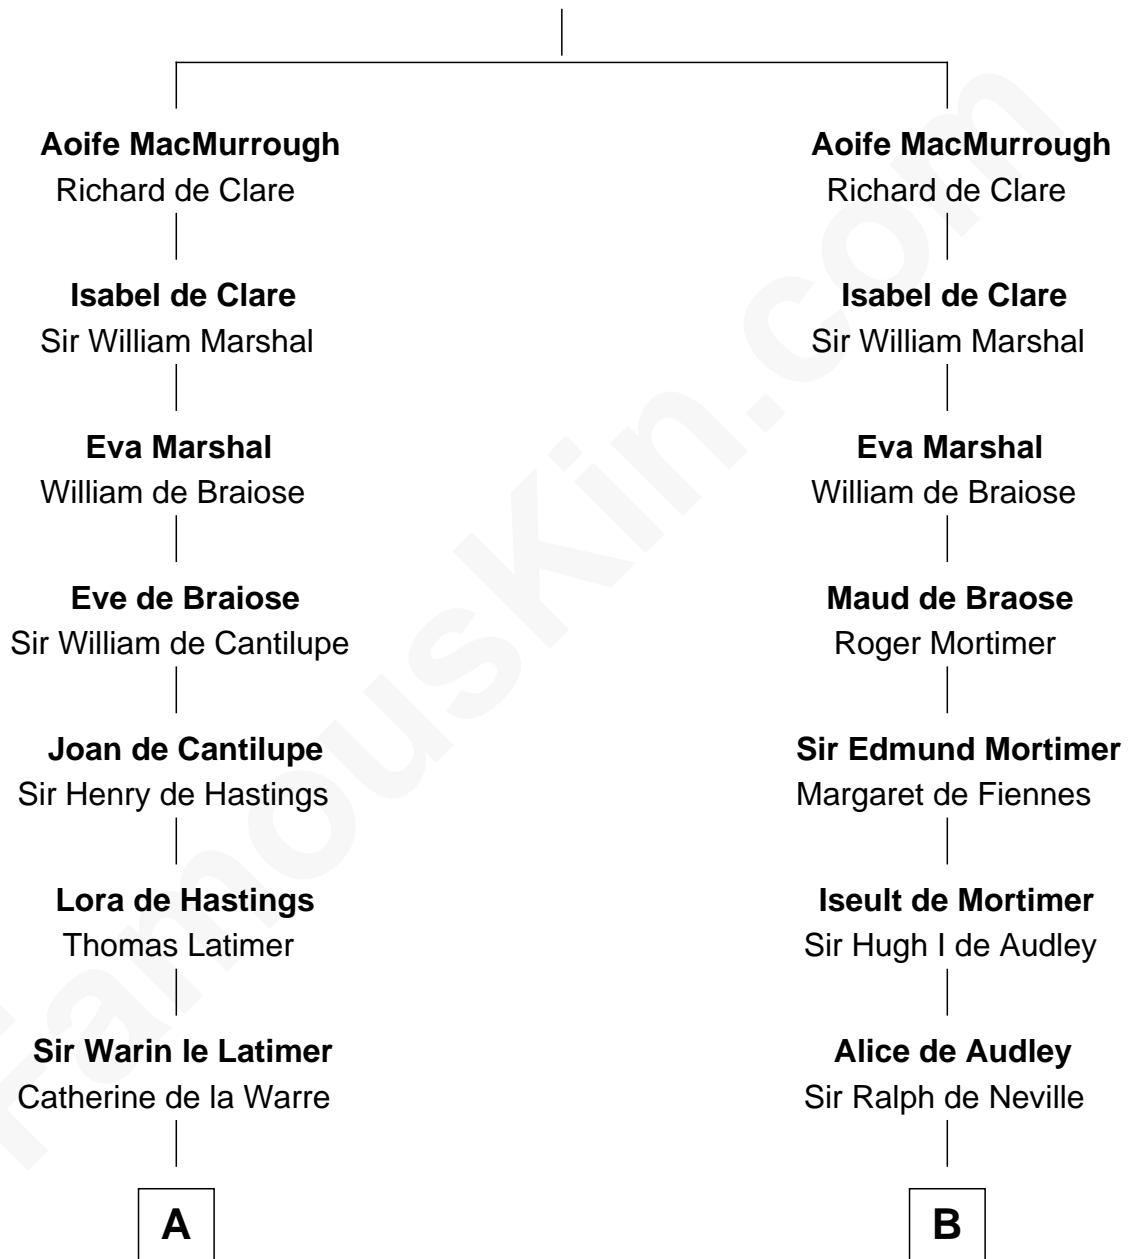 Aoife MacMurrough
Richard de Clare
Isabel de Clare
Sir William Marshal
Eva Marshal
William de Braiose
Eve de Braiose
Sir William de Cantilupe
Joan de Cantilupe
Sir Henry de Hastings
Lora de Hastings
Thomas Latimer
Sir Warin le Latimer
Catherine de la Warre
A
Aoife MacMurrough
Richard de Clare
Isabel de Clare
Sir William Marshal
Eva Marshal
William de Braiose
Maud de Braose
Roger Mortimer
Sir Edmund Mortimer
Margaret de Fiennes
Iseult de Mortimer
Sir Hugh I de Audley
Alice de Audley
Sir Ralph de Neville
B
FamousKin.com